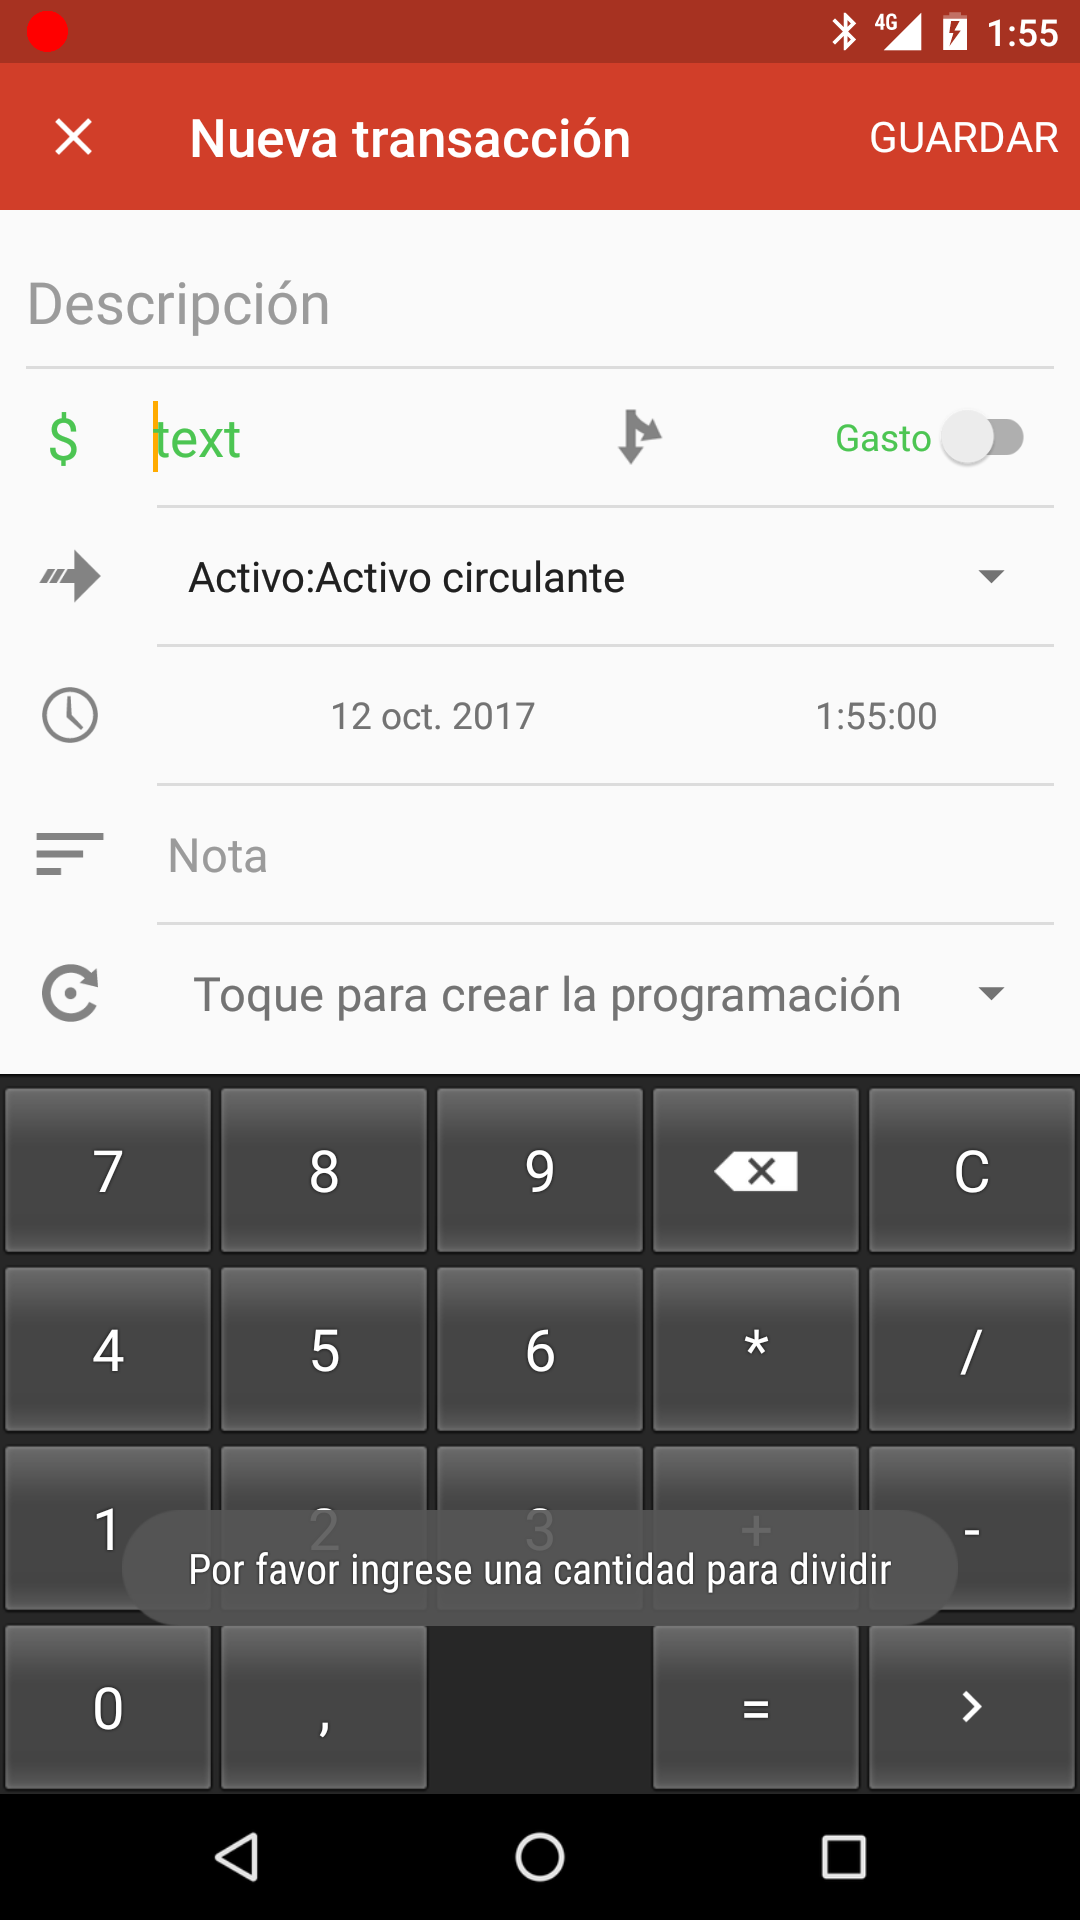 4G 1:55
Nueva transacción GUARDAR
Descripción
$ text Gasto
Activo:Activo circulante
12 oct. 2017 1:55:00
Nota
Toque para crear la programación
7 8 9 C
4 5 6 * /
1 2 3 + -
Por favor ingrese una cantidad para dividir
0 , = >